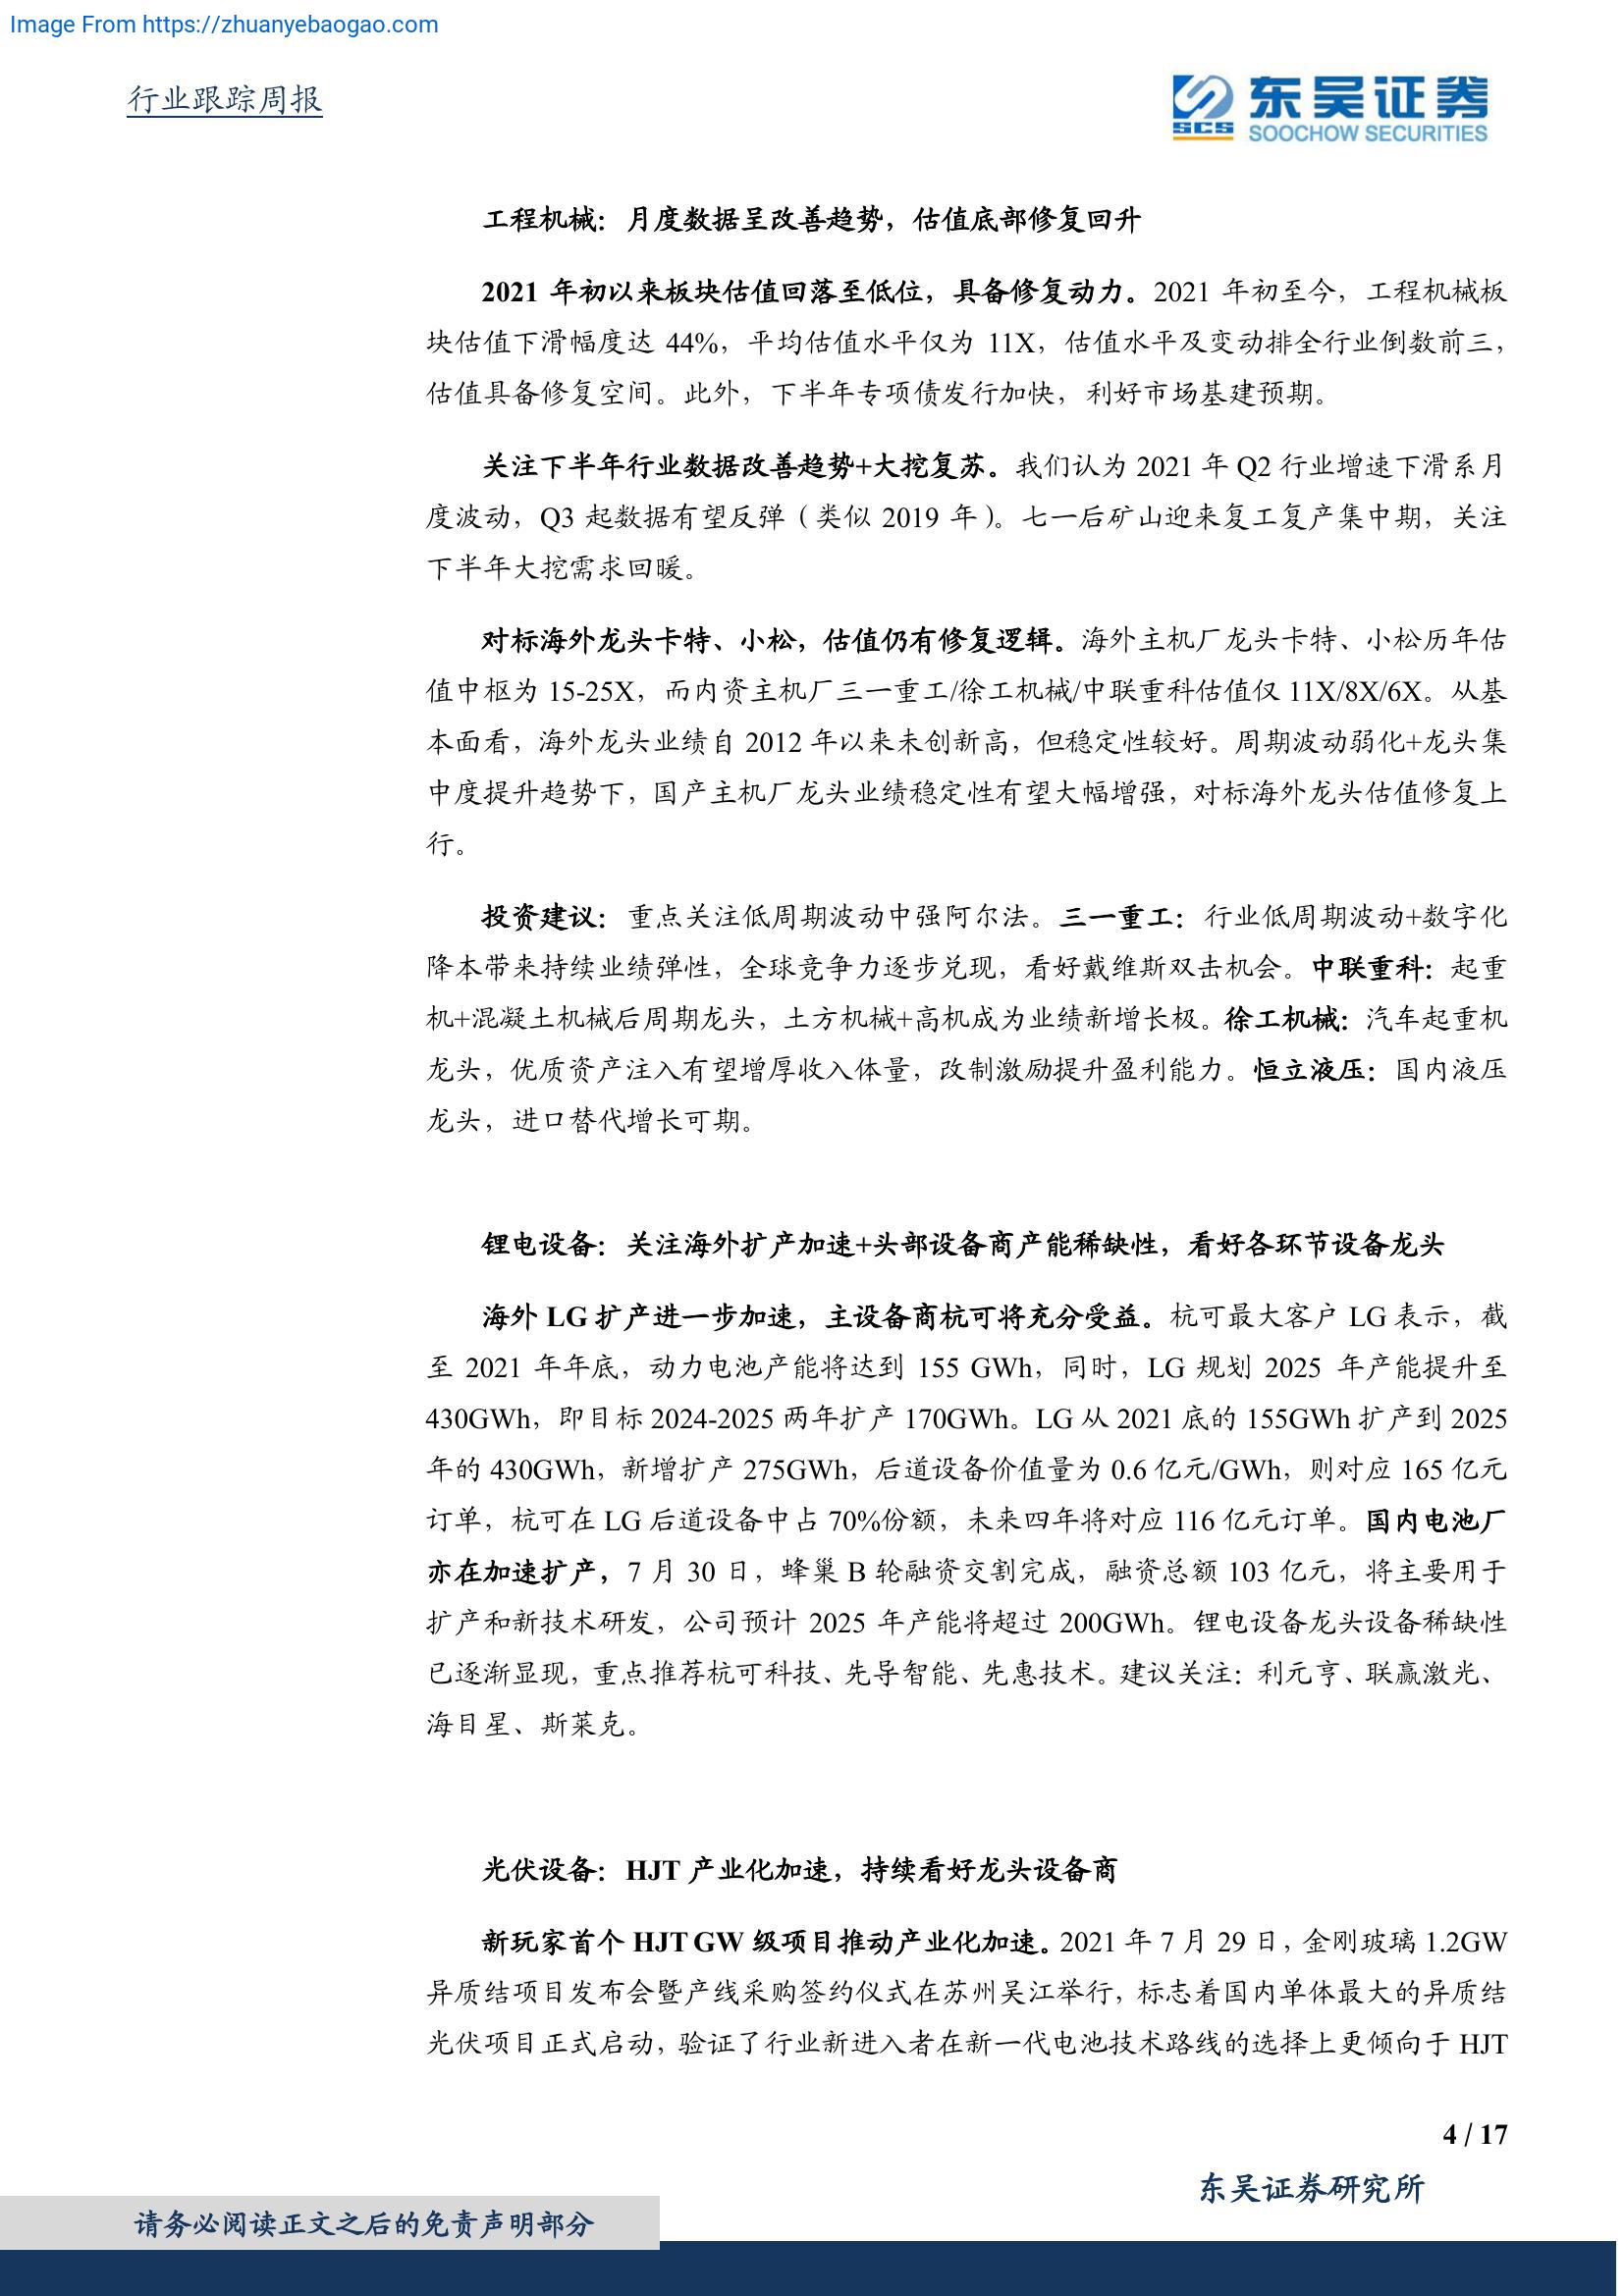 Image From https://zhuanyebaogao.com
行业跟踪周报
东吴证券
SCS
SOOCHOW SECURITIES
工程机械：月度数据呈改善趋势，估值底部修复回升
2021 年初以来板块估值回落至低位，具备修复动力。2021 年初至今，工程机械板
块估值下滑幅度达 44%，平均估值水平仅为 11X，估值水平及变动排全行业倒数前三，
估值具备修复空间。此外，下半年专项债发行加快，利好市场基建预期。
关注下半年行业数据改善趋势+大挖复苏。我们认为 2021 年 Q2 行业增速下滑系月
度波动，Q3 起数据有望反弹（类似 2019 年）。七一后矿山迎来复工复产集中期，关注
下半年大挖需求回暖。
对标海外龙头卡特、小松，估值仍有修复逻辑。海外主机厂龙头卡特、小松历年估
值中枢为 15-25X，而内资主机厂三一重工/徐工机械/中联重科估值仅 11X/8X/6X。从基
本面看，海外龙头业绩自 2012 年以来未创新高，但稳定性较好。周期波动弱化+龙头集
中度提升趋势下，国产主机厂龙头业绩稳定性有望大幅增强，对标海外龙头估值修复上
行。
投资建议：重点关注低周期波动中强阿尔法。三一重工：行业低周期波动+数字化
降本带来持续业绩弹性，全球竞争力逐步兑现，看好戴维斯双击机会。中联重科：起重
机+混凝土机械后周期龙头，土方机械+高机成为业绩新增长极。徐工机械：汽车起重机
龙头，优质资产注入有望增厚收入体量，改制激励提升盈利能力。恒立液压：国内液压
龙头，进口替代增长可期。
锂电设备：关注海外扩产加速+头部设备商产能稀缺性，看好各环节设备龙头
海外 LG 扩产进一步加速，主设备商杭可将充分受益。杭可最大客户 LG 表示，截
至 2021 年年底，动力电池产能将达到 155 GWh，同时，LG 规划 2025 年产能提升至
430GWh，即目标 2024-2025 两年扩产 170GWh。LG 从 2021 底的 155GWh 扩产到 2025
年的 430GWh，新增扩产 275GWh，后道设备价值量为 0.6 亿元/GWh，则对应 165 亿元
订单，杭可在 LG 后道设备中占 70%份额，未来四年将对应 116 亿元订单。国内电池厂
亦在加速扩产，7 月 30 日，蜂巢 B 轮融资交割完成，融资总额 103 亿元，将主要用于
扩产和新技术研发，公司预计 2025 年产能将超过 200GWh。锂电设备龙头设备稀缺性
已逐渐显现，重点推荐杭可科技、先导智能、先惠技术。建议关注：利元亨、联赢激光、
海目星、斯莱克。
光伏设备：HJT 产业化加速，持续看好龙头设备商
新玩家首个 HJT GW 级项目推动产业化加速。2021 年 7 月 29 日，金刚玻璃 1.2GW
异质结项目发布会暨产线采购签约仪式在苏州吴江举行，标志着国内单体最大的异质结
光伏项目正式启动，验证了行业新进入者在新一代电池技术路线的选择上更倾向于 HJT
4 / 17
东吴证券研究所
请务必阅读正文之后的免责声明部分